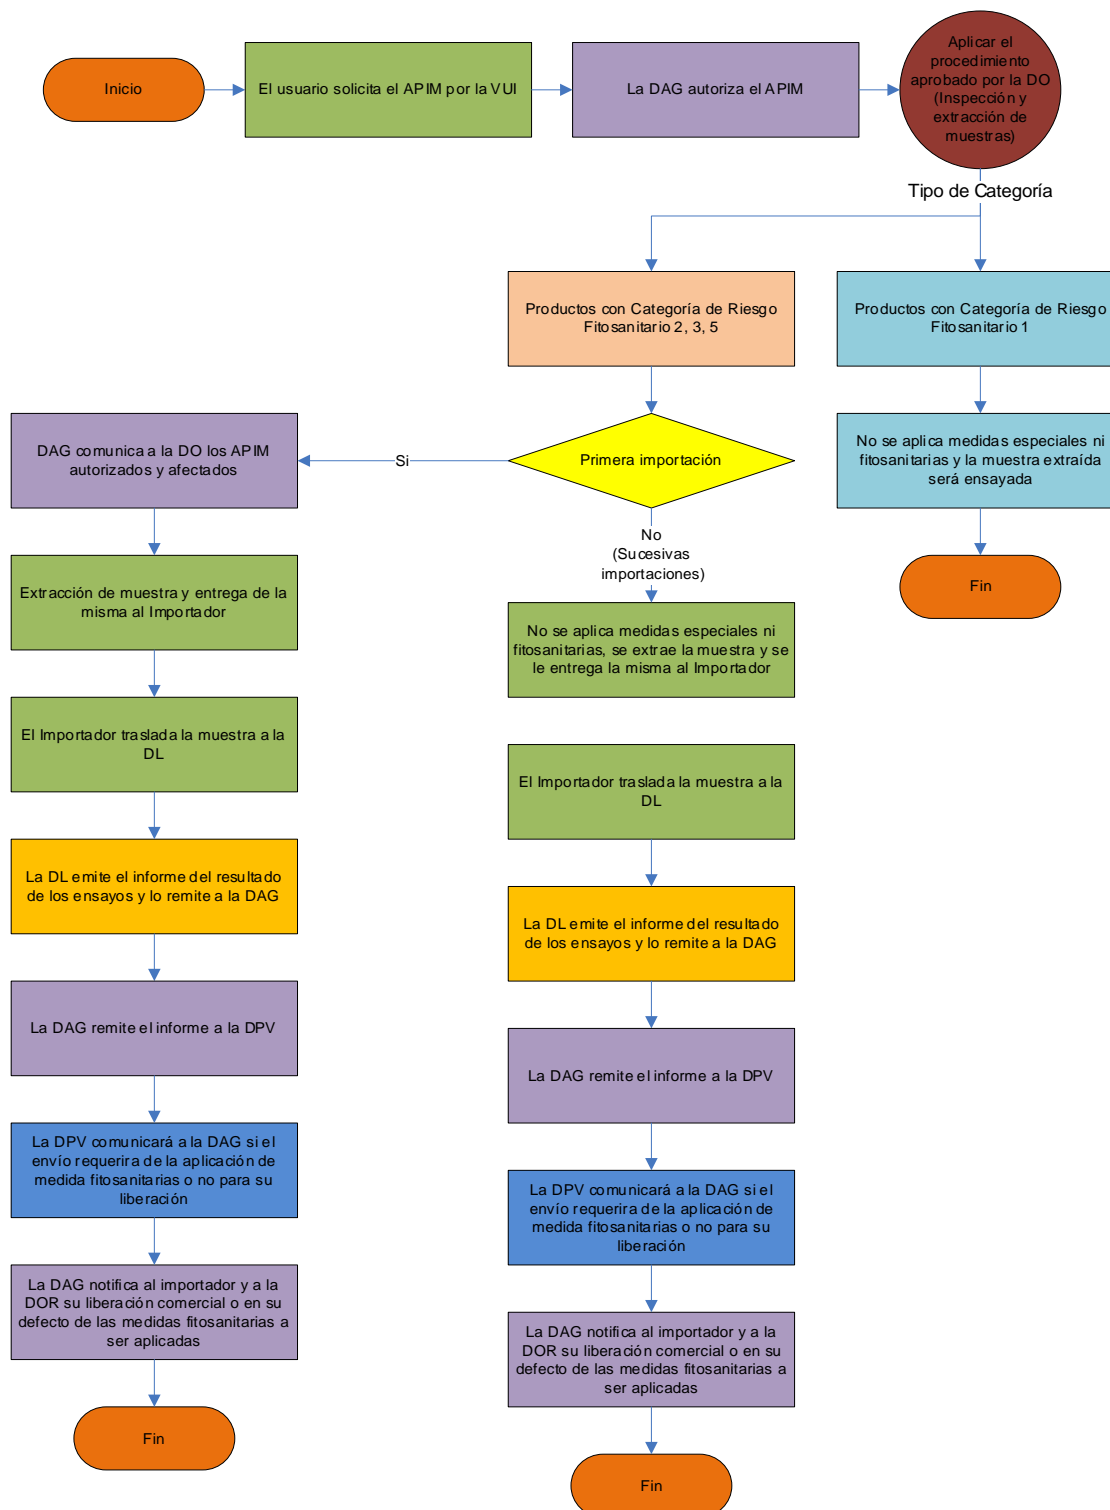 Inicio
El usuario solicita el APIM por la VUI
La DAG autoriza el APIM
Aplicar el
procedimiento
aprobado por la DO
(Inspección y
extracción de
muestras)
Tipo de Categoría
Productos con Categoría de Riesgo
Fitosanitario 2, 3, 5
Productos con Categoría de Riesgo
Fitosanitario 1
DAG comunica a la DO los APIM
autorizados y afectados
Si
Primera importación
No se aplica medidas especiales ni
fitosanitarias y la muestra extraída
será ensayada
No
(Sucesivas
importaciones)
Fin
Extracción de muestra y entrega de la
misma al Importador
No se aplica medidas especiales ni
fitosanitarias, se extrae la muestra y se
le entrega la misma al Importador
El Importador traslada la muestra a la
DL
El Importador traslada la muestra a la
DL
La DL emite el informe del resultado
de los ensayos y lo remite a la DAG
La DL emite el informe del resultado
de los ensayos y lo remite a la DAG
La DAG remite el informe a la DPV
La DAG remite el informe a la DPV
La DPV comunicará a la DAG si el
envío requerira de la aplicación de
medida fitosanitarias o no para su
liberación
La DPV comunicará a la DAG si el
envío requerira de la aplicación de
medida fitosanitarias o no para su
liberación
La DAG notifica al importador y a la
DOR su liberación comercial o en su
defecto de las medidas fitosanitarias a
ser aplicadas
La DAG notifica al importador y a la
DOR su liberación comercial o en su
defecto de las medidas fitosanitarias a
ser aplicadas
Fin
Fin